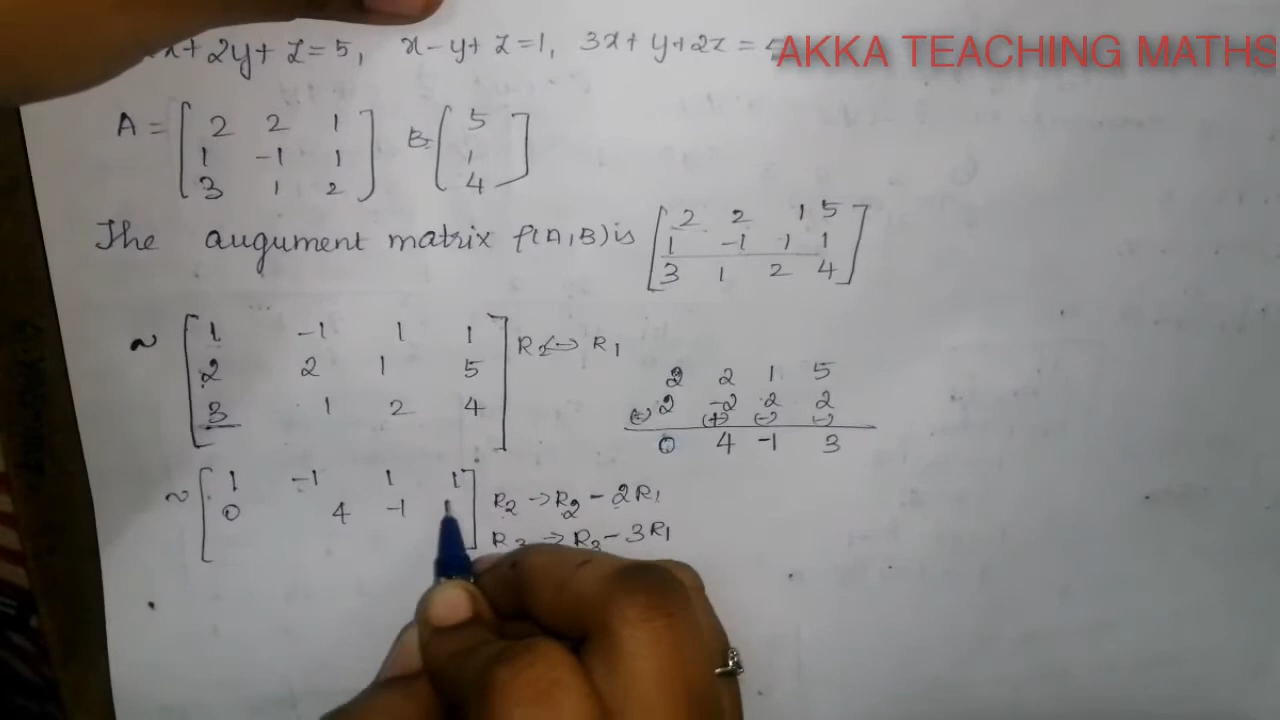 x + 2y + z = 5, x - y + z = 1, 3x + y + 2z = 4
AKKA TEACHING MATHS
A = [ 2 2 1 B = [ 5
1 -1 1 1
3 1 2 ] 4 ]
The augument matrix ρ(A,B) is [ 2 2 1 5
1 -1 1 1
3 1 2 4 ]
~ [ 1 -1 1 1 R2 ↔ R1
2 2 1 5
3 1 2 4 ]
2 2 1 5
(-) 2 (+) -2 (-) 2 (-) 2
0 4 -1 3
~ [ 1 -1 1 1
0 4 -1 ] R2 → R2 - 2R1
R3 → R3 - 3R1